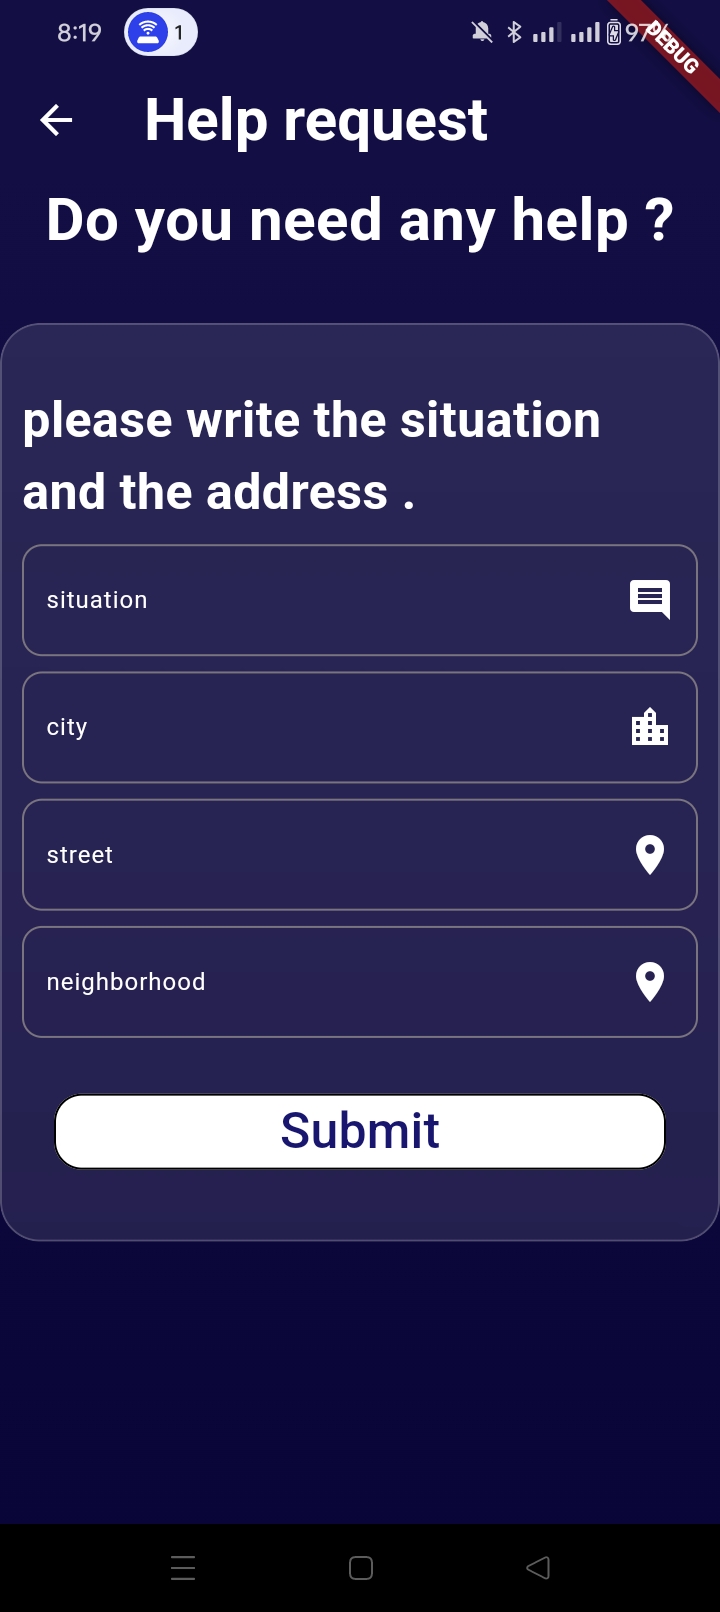 8:19
1
97%
DEBUG
Help request
Do you need any help ?
please write the situation
and the address .
situation
city
street
neighborhood
Submit